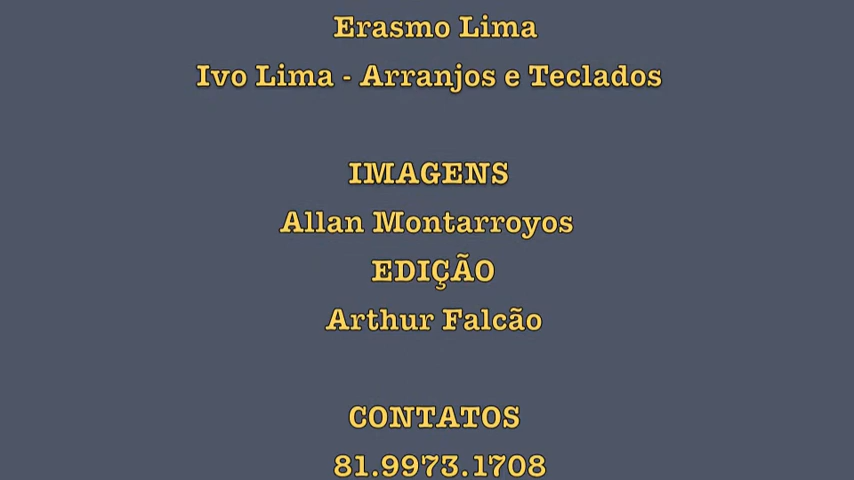 Erasmo Lima
Ivo Lima - Arranjos e Teclados
IMAGENS
Allan Montarroyos
EDIÇÃO
Arthur Falcão
CONTATOS
81.9973.1708